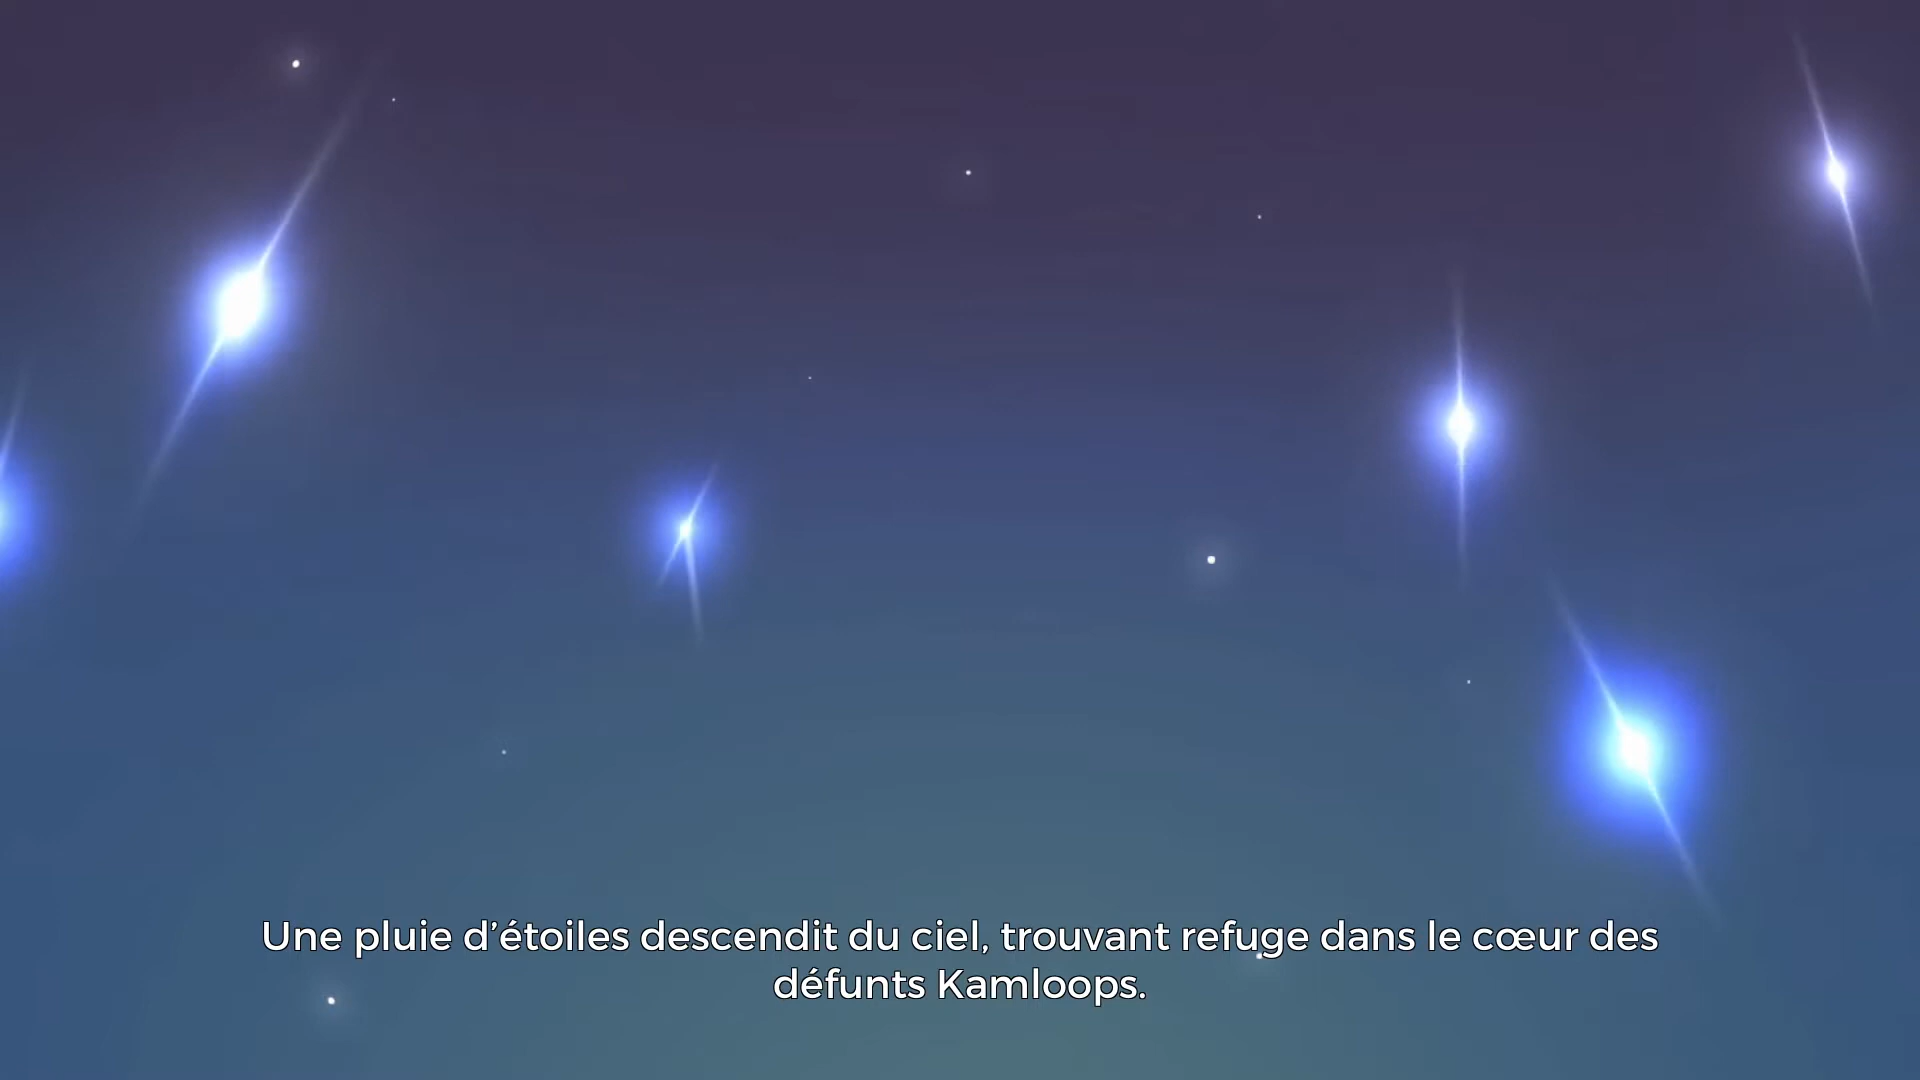 Une pluie d’étoiles descendit du ciel, trouvant refuge dans le cœur des
défunts Kamloops.